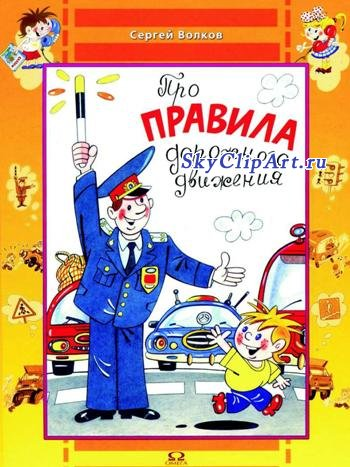 Сергей Волков
Про
ПРАВИЛА
дорожного
SkyClipArt.ru
движения
ОМЕГА